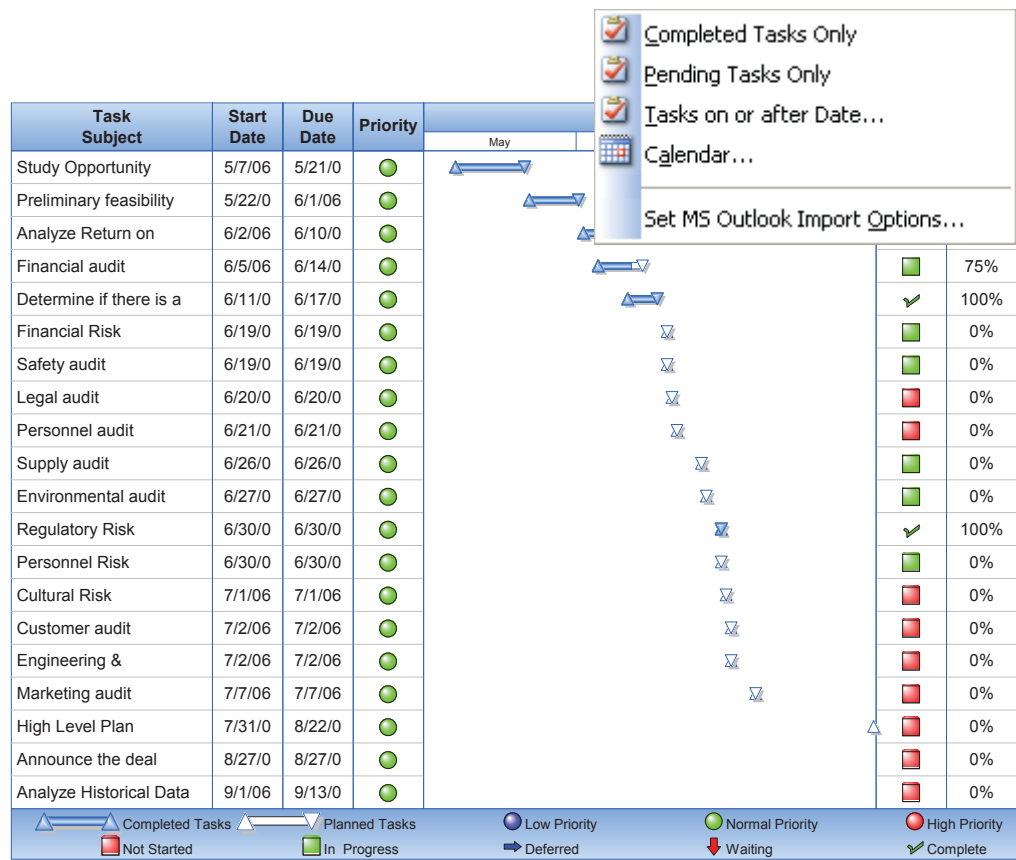 Completed Tasks Only
Pending Tasks Only
Tasks on or after Date...
Calendar...
Set MS Outlook Import Options...
Task Subject Start Date Due Date Priority
May
Study Opportunity 5/7/06 5/21/0
Preliminary feasibility 5/22/0 6/1/06
Analyze Return on 6/2/06 6/10/0
Financial audit 6/5/06 6/14/0 75%
Determine if there is a 6/11/0 6/17/0 100%
Financial Risk 6/19/0 6/19/0 0%
Safety audit 6/19/0 6/19/0 0%
Legal audit 6/20/0 6/20/0 0%
Personnel audit 6/21/0 6/21/0 0%
Supply audit 6/26/0 6/26/0 0%
Environmental audit 6/27/0 6/27/0 0%
Regulatory Risk 6/30/0 6/30/0 100%
Personnel Risk 6/30/0 6/30/0 0%
Cultural Risk 7/1/06 7/1/06 0%
Customer audit 7/2/06 7/2/06 0%
Engineering & 7/2/06 7/2/06 0%
Marketing audit 7/7/06 7/7/06 0%
High Level Plan 7/31/0 8/22/0 0%
Announce the deal 8/27/0 8/27/0 0%
Analyze Historical Data 9/1/06 9/13/0 0%
Completed Tasks Planned Tasks Low Priority Normal Priority High Priority
Not Started In Progress Deferred Waiting Complete